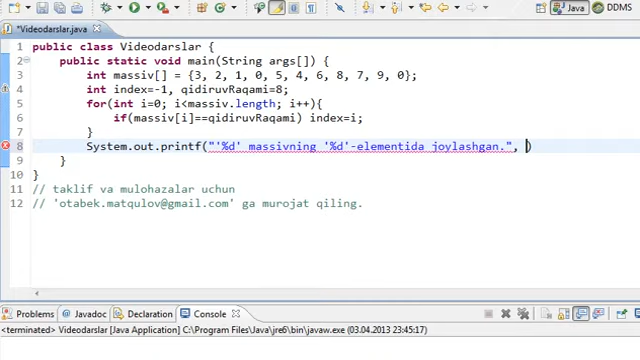 Java
DDMS
*Videodarslar.java
1 public class Videodarslar {
2 public static void main(String args[]) {
3 int massiv[] = {3, 2, 1, 0, 5, 4, 6, 8, 7, 9, 0};
4 int index=-1, qidiruvRaqami=8;
5 for(int i=0; i<massiv.length; i++){
6 if(massiv[i]==qidiruvRaqami) index=i;
7 }
8 System.out.printf("'%d' massivning '%d'-elementida joylashgan.", )
9 }
10 }
11 // taklif va mulohazalar uchun
12 // 'otabek.matqulov@gmail.com' ga murojat qiling.
Problems @ Javadoc Declaration Console
<terminated> Videodarslar [Java Application] C:\Program Files\Java\jre6\bin\javaw.exe (03.04.2013 23:45:17)